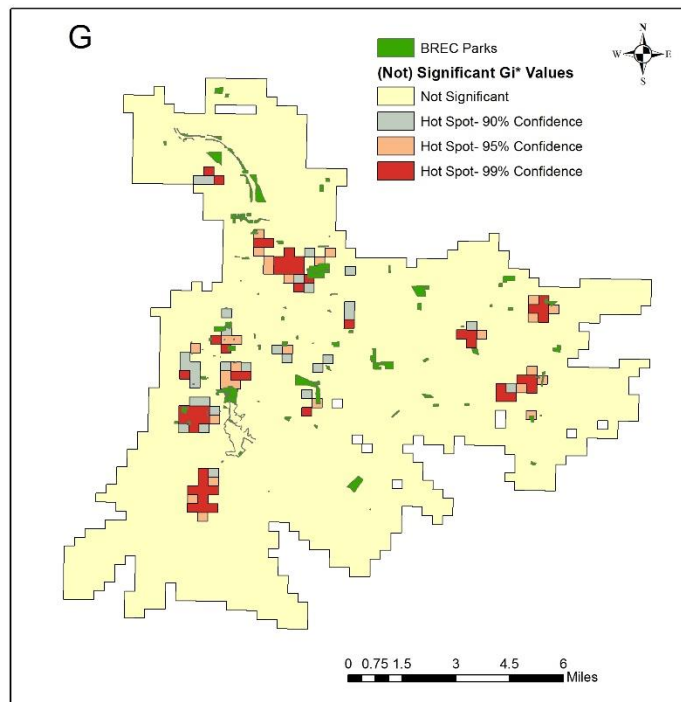 G
BREC Parks
(Not) Significant Gi* Values
Not Significant
Hot Spot- 90% Confidence
Hot Spot- 95% Confidence
Hot Spot- 99% Confidence
N
W E
S
0 0.75 1.5 3 4.5 6
Miles